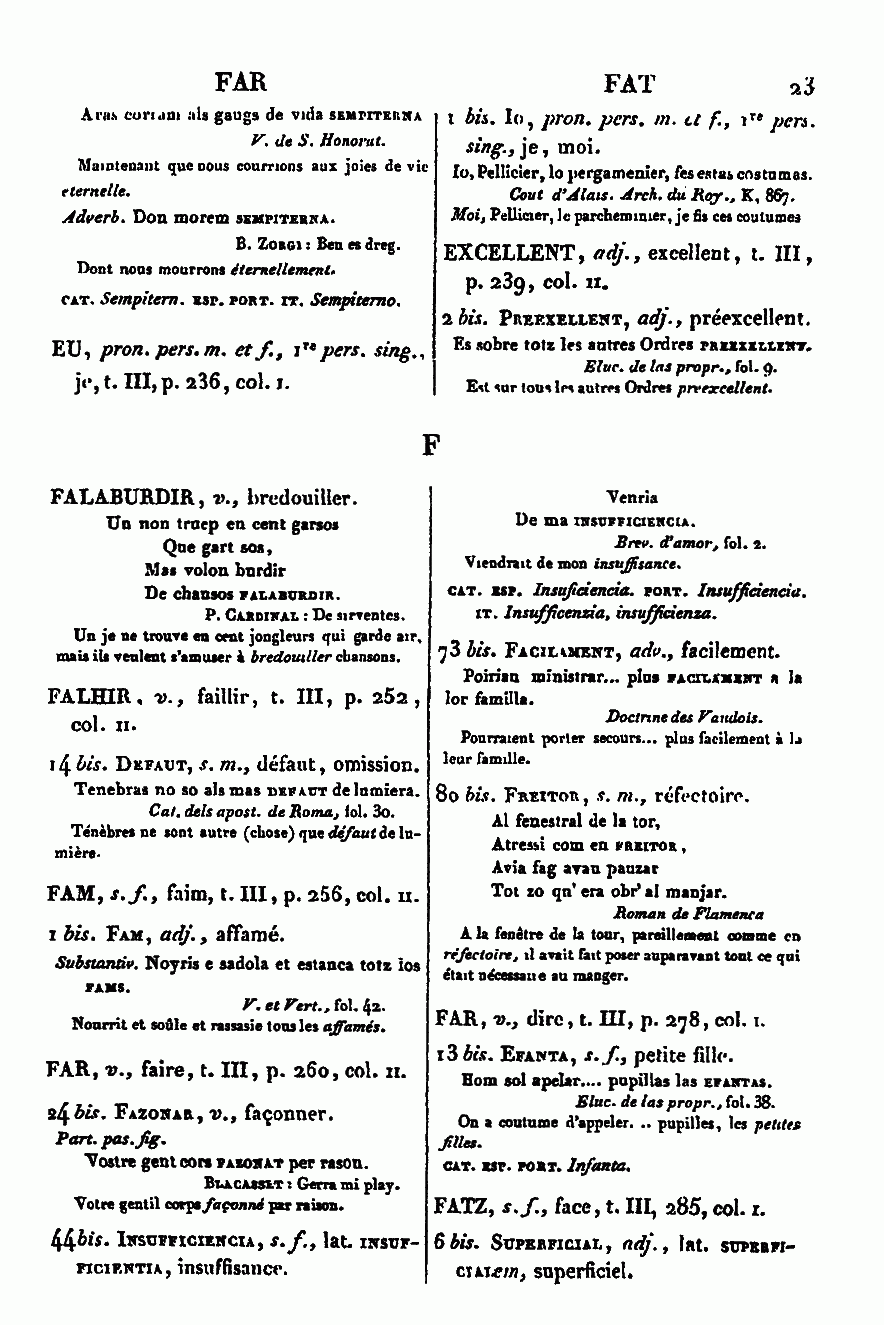 FAR
FAT
23
Aras coriam als gaugs de vida SEMPITERNA
V. de S. Honorat.
Maintenant que nous courrions aux joies de vie
eternelle.
Adverb. Don morem SEMPITERNA.
B. ZORGI : Ben es dreg.
Dont nous mourrons éternellement.
CAT. Sempitern. ESP. PORT. IT. Sempiterno.
EU, pron. pers. m. et f., 1re pers. sing.,
je, t. III, p. 236, col. I.
1 bis. Io, pron. pers. m. et f., 1re pers.
sing., je, moi.
Io, Pellicier, lo pergamenier, fes estas costumas.
Cout d'Alais. Arch. du Roy., K, 867.
Moi, Pellicier, le parcheminier, je fis ces coutumes
EXCELLENT, adj., excellent, t. III,
p. 239, col. II.
2 bis. PREEXELLENT, adj., préexcellent.
Es sobre totz les autres Ordres PREEXELLENT.
Eluc. de las propr., fol. 9.
Est sur tous les autres Ordres préexcellent.
F
FALABURDIR, v., bredouiller.
Un non truep en cent garsos
Que gart sos,
Mas volon burdir
De chansos FALABURDIR.
P. CARDINAL : De sirventes.
Un je ne trouve en cent jongleurs qui garde air,
mais ils veulent s'amuser à bredouiller chansons.
FALHIR, v., faillir, t. III, p. 252,
col. II.
14 bis. DEFAUT, s. m., défaut, omission.
Tenebras no so als mas DEFAUT de lumiera.
Cat. dels apost. de Roma, fol. 30.
Ténèbres ne sont autre (chose) que défaut de lu-
mière.
FAM, s. f., faim, t. III, p. 256, col. II.
1 bis. FAM, adj., affamé.
Substantiv. Noyris e sadola et estanca totz los
FAMS.
V. et Vert., fol. 42.
Nourrit et soûle et rassasie tous les affamés.
FAR, v., faire, t. III, p. 260, col. II.
24 bis. FAZONAR, v., façonner.
Part. pas. fig.
Vostre gent cors FAZONAT per rason.
BLACASSET : Gerra mi play.
Votre gentil corps façonné par raison.
44 bis. INSUFFICIENCIA, s. f., lat. INSUF-
FICIENTIA, insuffisance.
Venria
De ma INSUFFICIENCIA.
Brev. d'amor, fol. 2.
Viendrait de mon insuffisance.
CAT. ESP. Insuficiencia. PORT. Insufficiencia.
IT. Insufficenzia, insufficienza.
73 bis. FACILAMENT, adv., facilement.
Poirian ministrar... plus FACILAMENT a la
lor familla.
Doctrine des Vaudois.
Pourraient porter secours... plus facilement à la
leur famille.
80 bis. FREITOR, s. m., réfectoire.
Al fenestral de la tor,
Atressi com en FREITOR,
Avia fag avan pauzar
Tot zo qu' era obr' al manjar.
Roman de Flamenca
A la fenêtre de la tour, pareillement comme en
réfectoire, il avait fait poser auparavant tout ce qui
était nécessaire au manger.
FAR, v., dire, t. III, p. 278, col. I.
13 bis. EFANTA, s. f., petite fille.
Hom sol apelar.... pupillas las EFANTAS.
Eluc. de las propr., fol. 38.
On a coutume d'appeler. .. pupilles, les petites
filles.
CAT. ESP. PORT. Infanta.
FATZ, s. f., face, t. III, 285, col. I.
6 bis. SUPERFICIAL, adj., lat. SUPERFI-
CIALem, superficiel.